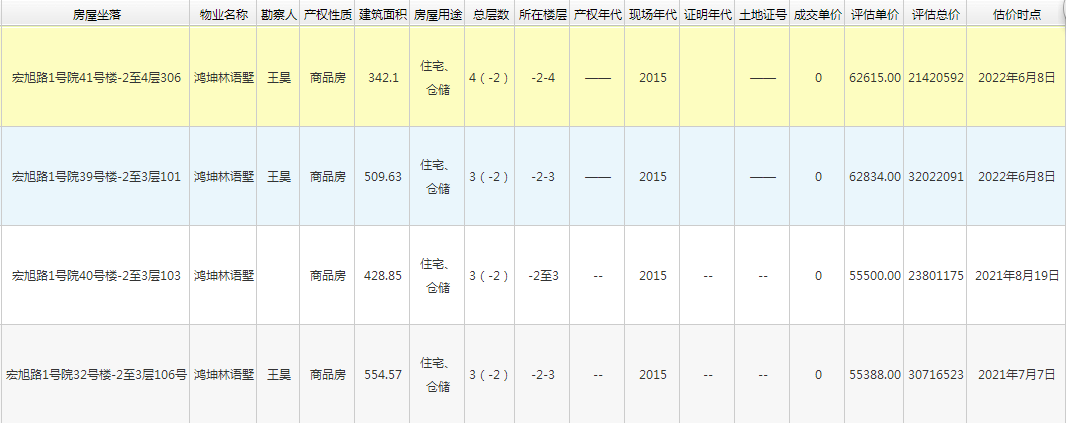 房屋坐落 物业名称 勘察人 产权性质 建筑面积 房屋用途 总层数 所在楼层 产权年代 现场年代 证明年代 土地证号 成交单价 评估单价 评估总价 估价时点
宏旭路1号院41号楼-2至4层306 鸿坤林语墅 王昊 商品房 342.1 住宅、 4（-2） -2-4 —— 2015 —— 0 62615.00 21420592 2022年6月8日
仓储
宏旭路1号院39号楼-2至3层101 鸿坤林语墅 王昊 商品房 509.63 住宅、 3（-2） -2-3 —— 2015 —— 0 62834.00 32022091 2022年6月8日
仓储
宏旭路1号院40号楼-2至3层103 鸿坤林语墅 商品房 428.85 住宅、 3（-2） -2至3 -- 2015 -- -- 0 55500.00 23801175 2021年8月19日
仓储
宏旭路1号院32号楼-2至3层106号 鸿坤林语墅 王昊 商品房 554.57 住宅、 3（-2） -2-3 -- 2015 -- -- 0 55388.00 30716523 2021年7月7日
仓储